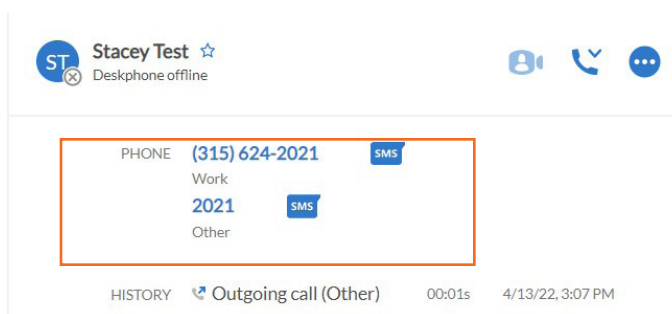 ST Stacey Test
Deskphone offline
PHONE (315) 624-2021 SMS
Work
2021 SMS
Other
HISTORY Outgoing call (Other) 00:01s 4/13/22, 3:07 PM